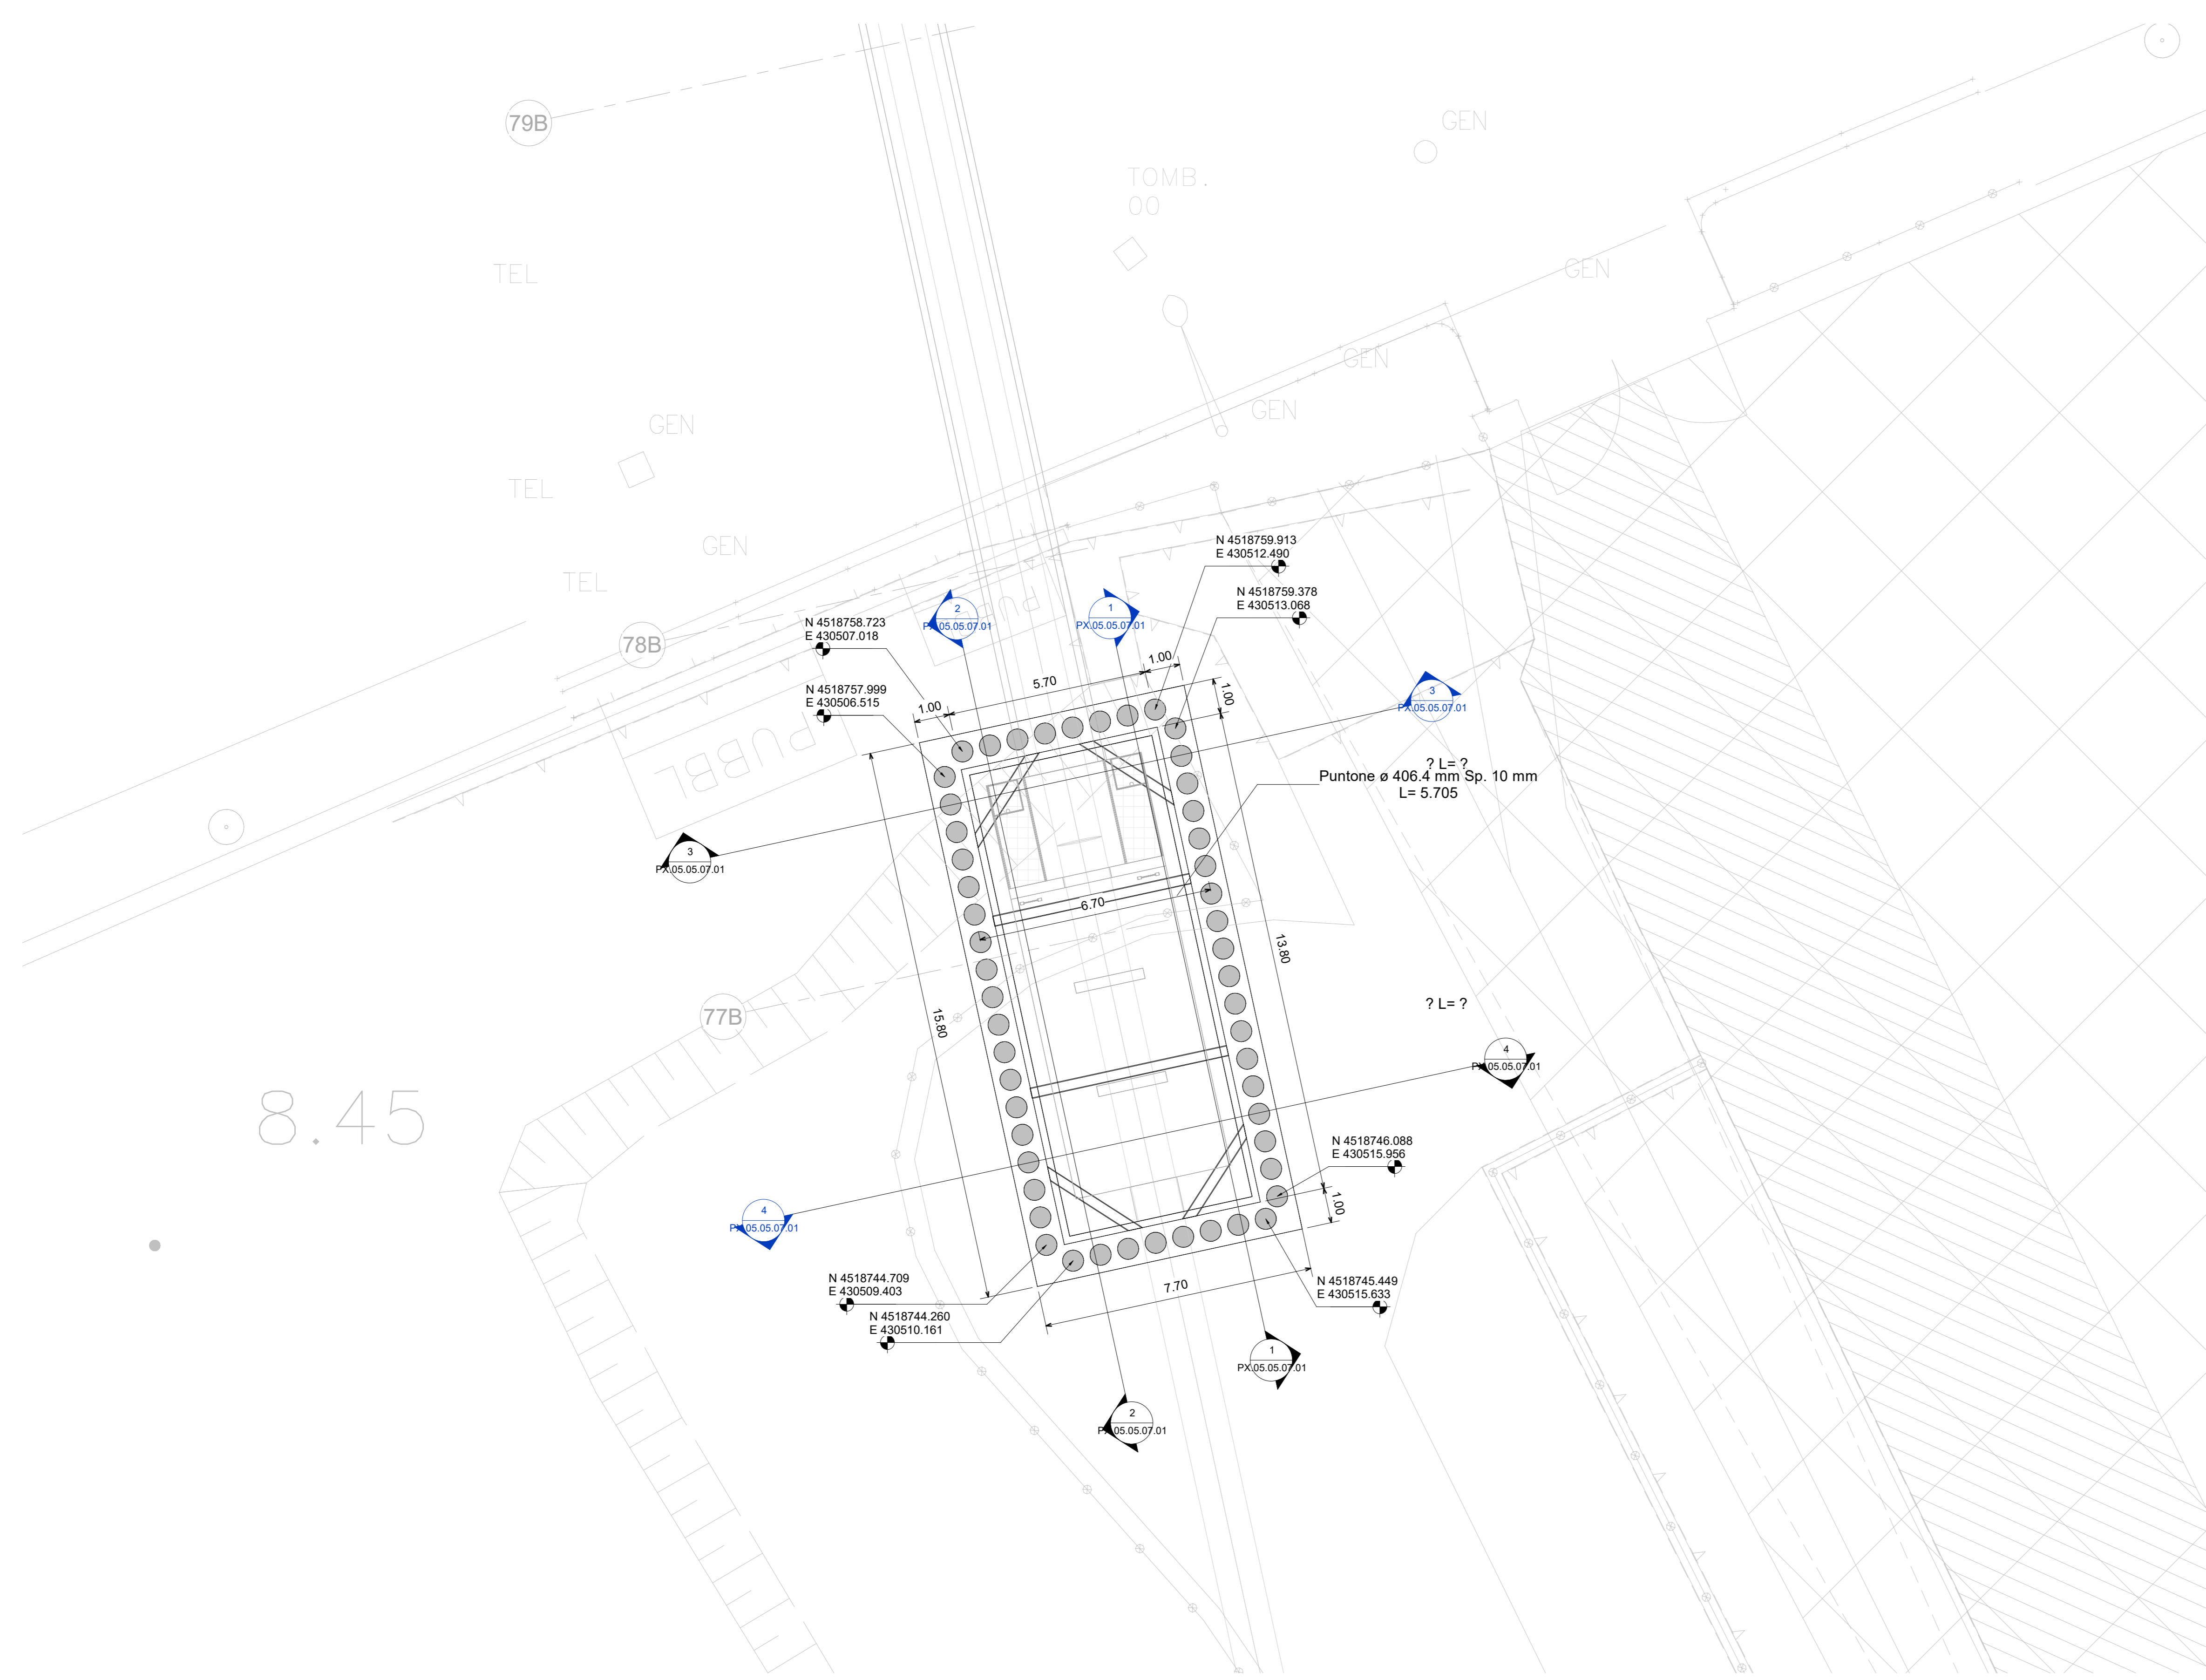 79B
GEN
TOMB.
00
TEL
GEN
GEN
GEN
GEN
TEL
GEN
TEL
N 4518759.913
E 430512.490
N 4518759.378
E 430513.068
2
PX.05.05.07.01
1
PX.05.05.07.01
N 4518758.723
E 430507.018
78B
1.00
5.70
1.00
N 4518757.999
E 430506.515
1.00
3
PX.05.05.07.01
PUBBL
? L= ?
Puntone ø 406.4 mm Sp. 10 mm
L= 5.705
3
PX.05.05.07.01
6.70
13.80
15.80
77B
? L= ?
4
PX.05.05.07.01
8.45
N 4518746.088
E 430515.956
1.00
4
PX.05.05.07.01
N 4518744.709
E 430509.403
7.70
N 4518745.449
E 430515.633
N 4518744.260
E 430510.161
1
PX.05.05.07.01
2
PX.05.05.07.01